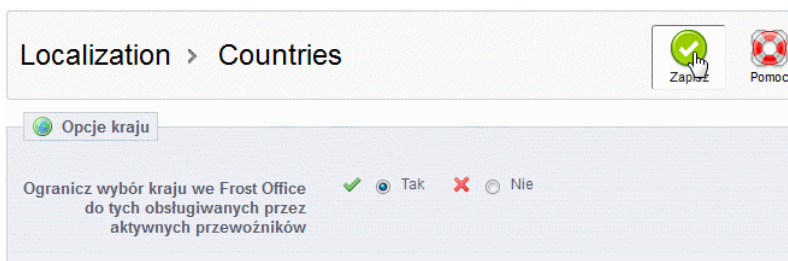 Localization > Countries
Zapisz
Pomoc
Opcje kraju
Ogranicz wybór kraju we Frost Office
do tych obsługiwanych przez
aktywnych przewoźników
Tak
Nie